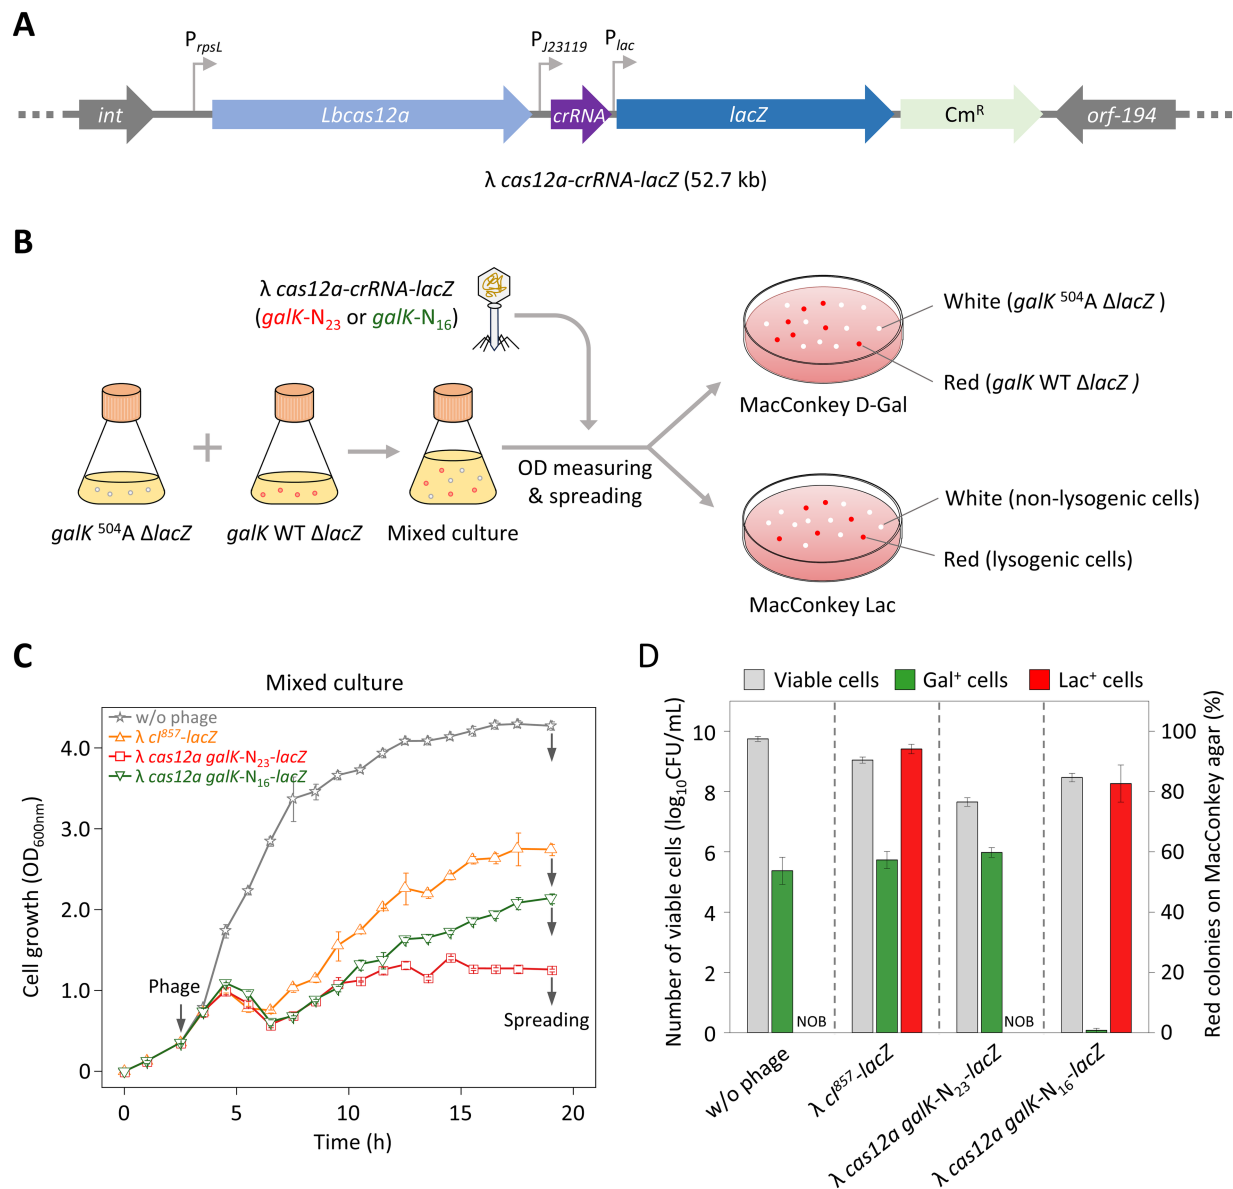 A
P_rpsL
P_J23119
P_lac
int
Lbcas12a
crRNA
lacZ
Cm^R
orf-194
λ cas12a-crRNA-lacZ (52.7 kb)
B
λ cas12a-crRNA-lacZ
(galK-N₂₃ or galK-N₁₆)
White (galK ⁵⁰⁴A ΔlacZ )
Red (galK WT ΔlacZ )
MacConkey D-Gal
OD measuring
& spreading
galK ⁵⁰⁴A ΔlacZ
galK WT ΔlacZ
Mixed culture
White (non-lysogenic cells)
Red (lysogenic cells)
MacConkey Lac
C
Mixed culture
w/o phage
λ cI⁸⁵⁷-lacZ
λ cas12a galK-N₂₃-lacZ
λ cas12a galK-N₁₆-lacZ
Cell growth (OD₆₀₀nm)
4.0
3.0
2.0
1.0
0
Phage
Spreading
0
5
10
15
20
Time (h)
D
Viable cells
Gal⁺ cells
Lac⁺ cells
Number of viable cells (log₁₀CFU/mL)
10
8
6
4
2
0
Red colonies on MacConkey agar (%)
100
80
60
40
20
0
NOB
NOB
w/o phage
λ cI⁸⁵⁷-lacZ
λ cas12a galK-N₂₃-lacZ
λ cas12a galK-N₁₆-lacZ